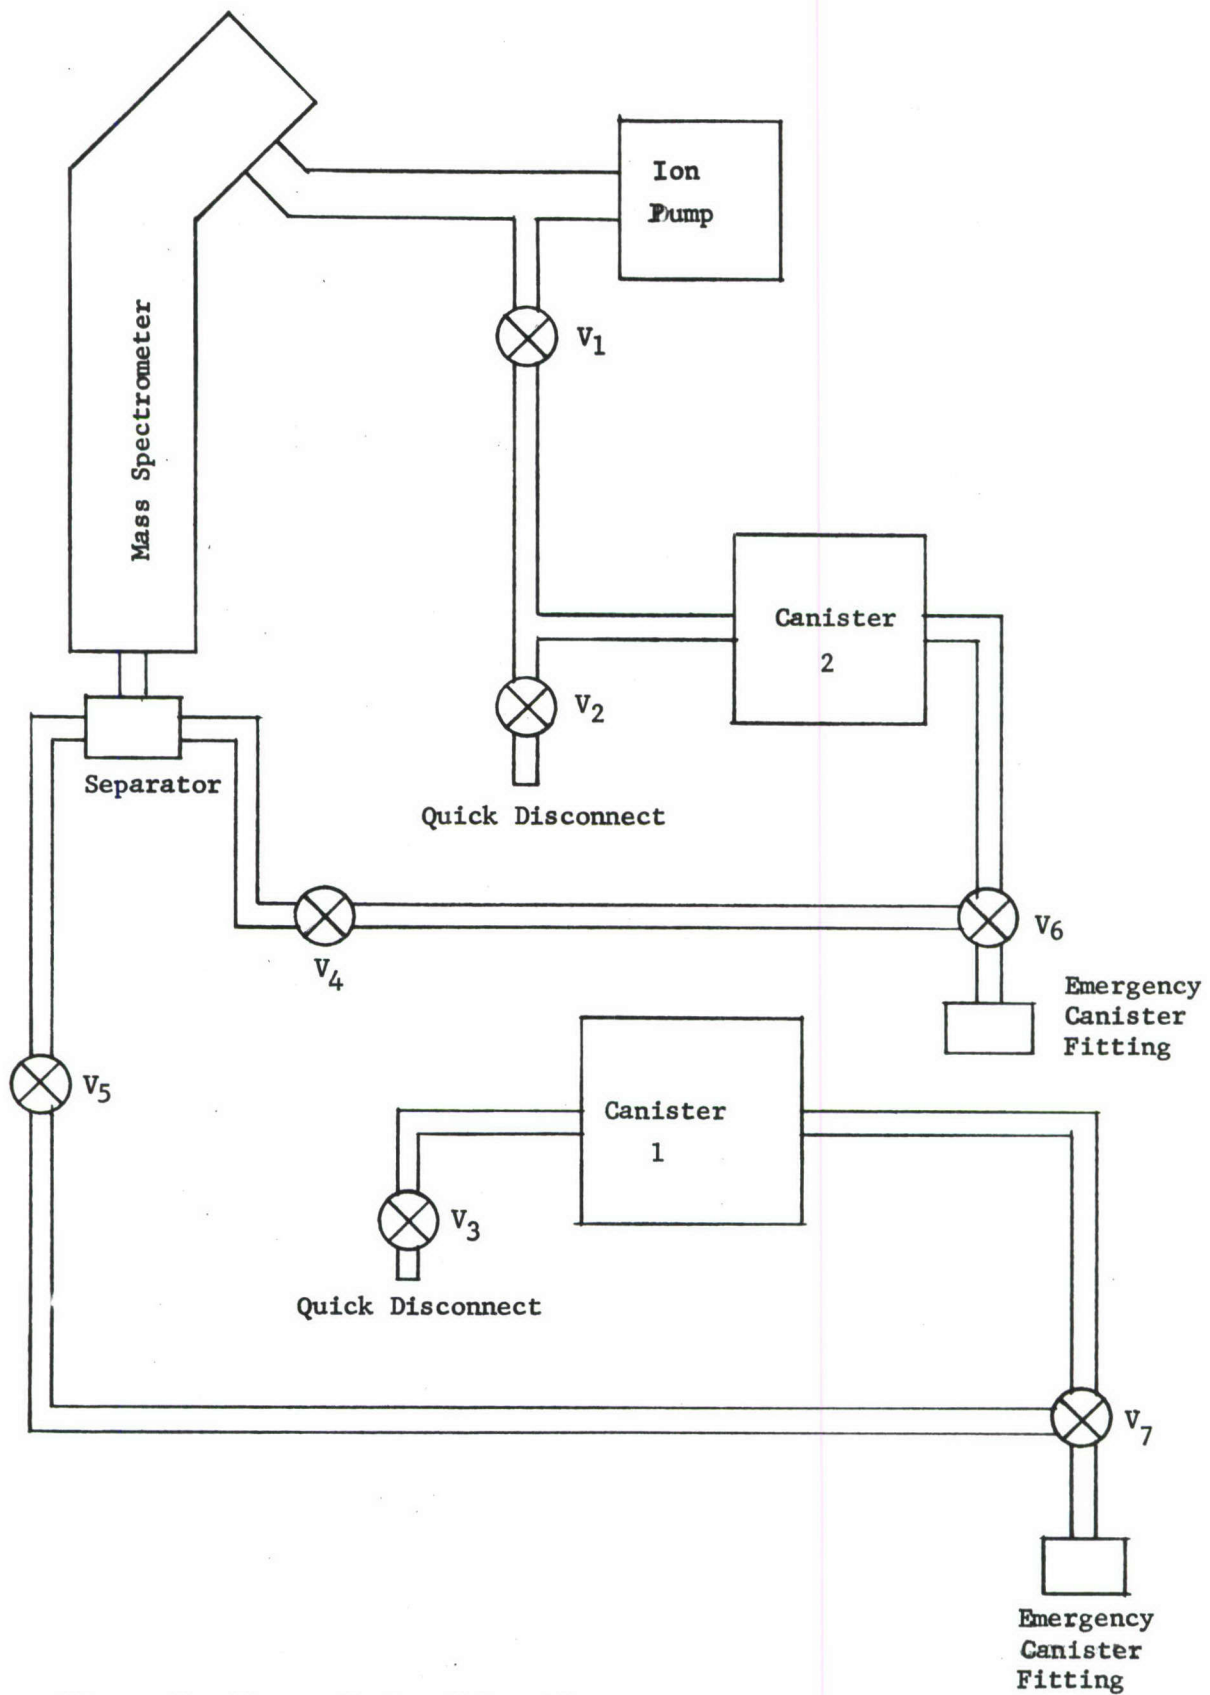 Ion
Pump
V1
Mass Spectrometer
Canister
2
V2
Separator
Quick Disconnect
V4
V6
Emergency
Canister
Fitting
V5
Canister
1
V3
Quick Disconnect
V7
Emergency
Canister
Fitting